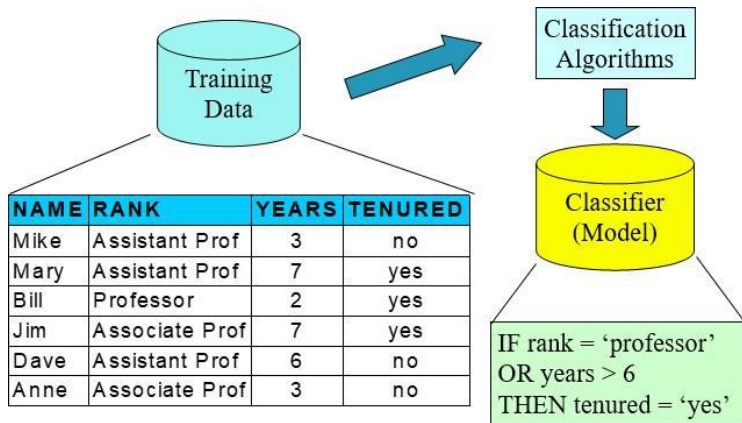 Training
Data
Classification
Algorithms
Classifier
(Model)
NAME RANK YEARS TENURED
Mike Assistant Prof 3 no
Mary Assistant Prof 7 yes
Bill Professor 2 yes
Jim Associate Prof 7 yes
Dave Assistant Prof 6 no
Anne Associate Prof 3 no
IF rank = ‘professor’
OR years > 6
THEN tenured = ‘yes’